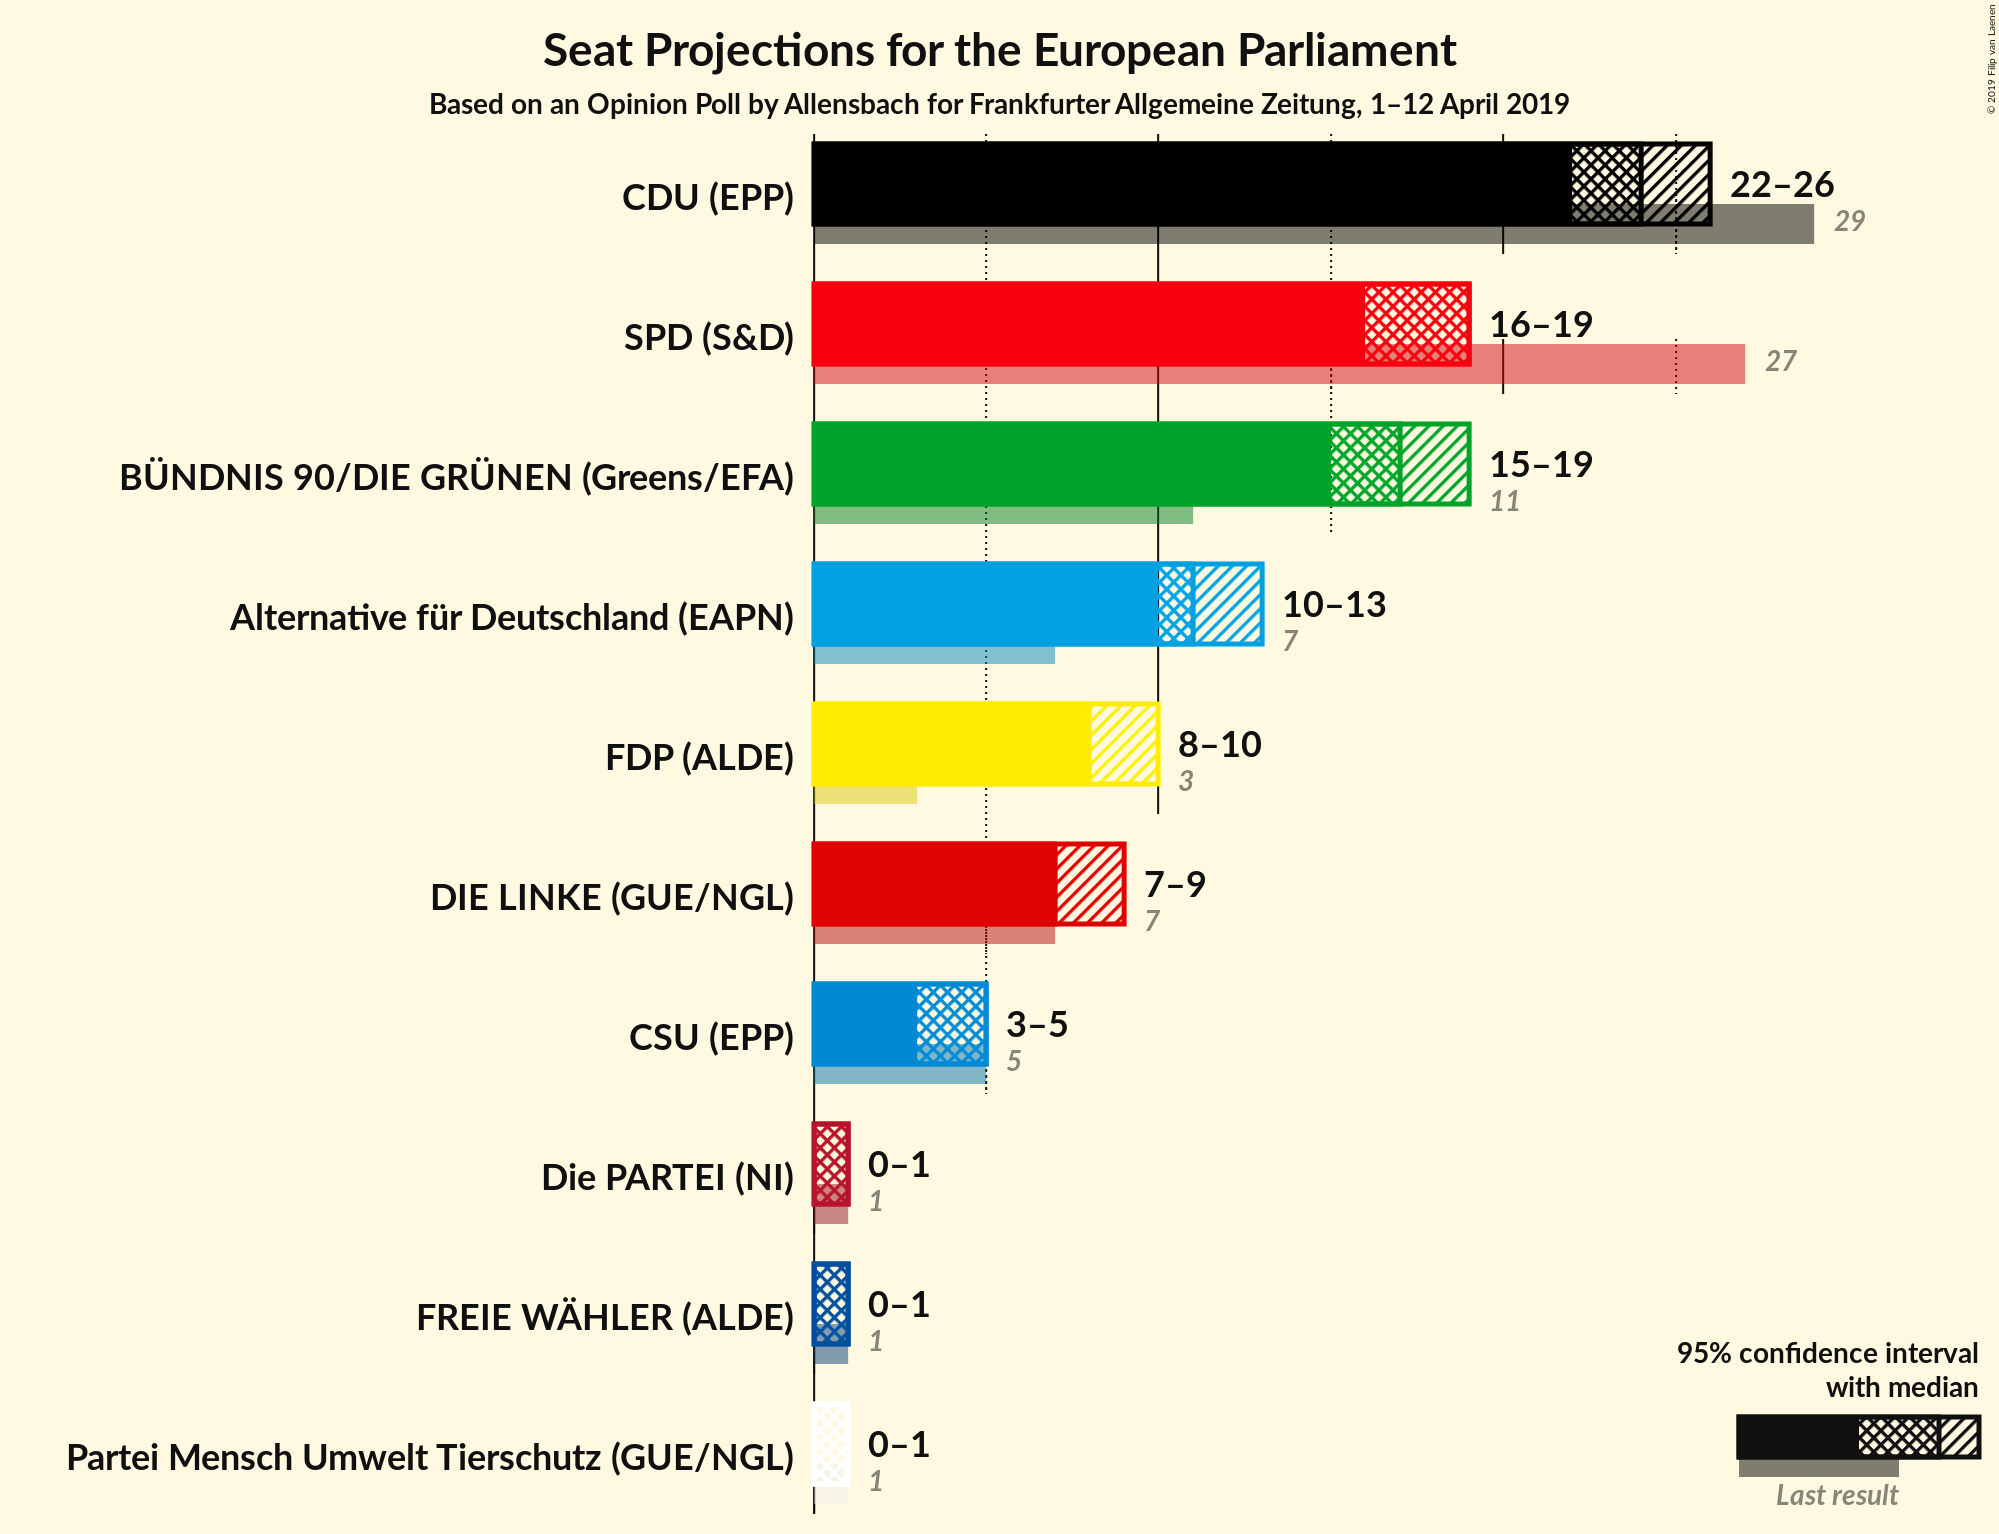 Seat Projections for the European Parliament
Based on an Opinion Poll by Allensbach for Frankfurter Allgemeine Zeitung, 1–12 April 2019
© 2019 Filip van Laenen
CDU (EPP)
22–26
29
SPD (S&D)
16–19
27
BÜNDNIS 90/DIE GRÜNEN (Greens/EFA)
15–19
11
Alternative für Deutschland (EAPN)
10–13
7
FDP (ALDE)
8–10
3
DIE LINKE (GUE/NGL)
7–9
7
CSU (EPP)
3–5
5
Die PARTEI (NI)
0–1
1
FREIE WÄHLER (ALDE)
0–1
1
Partei Mensch Umwelt Tierschutz (GUE/NGL)
0–1
1
95% confidence interval
with median
Last result